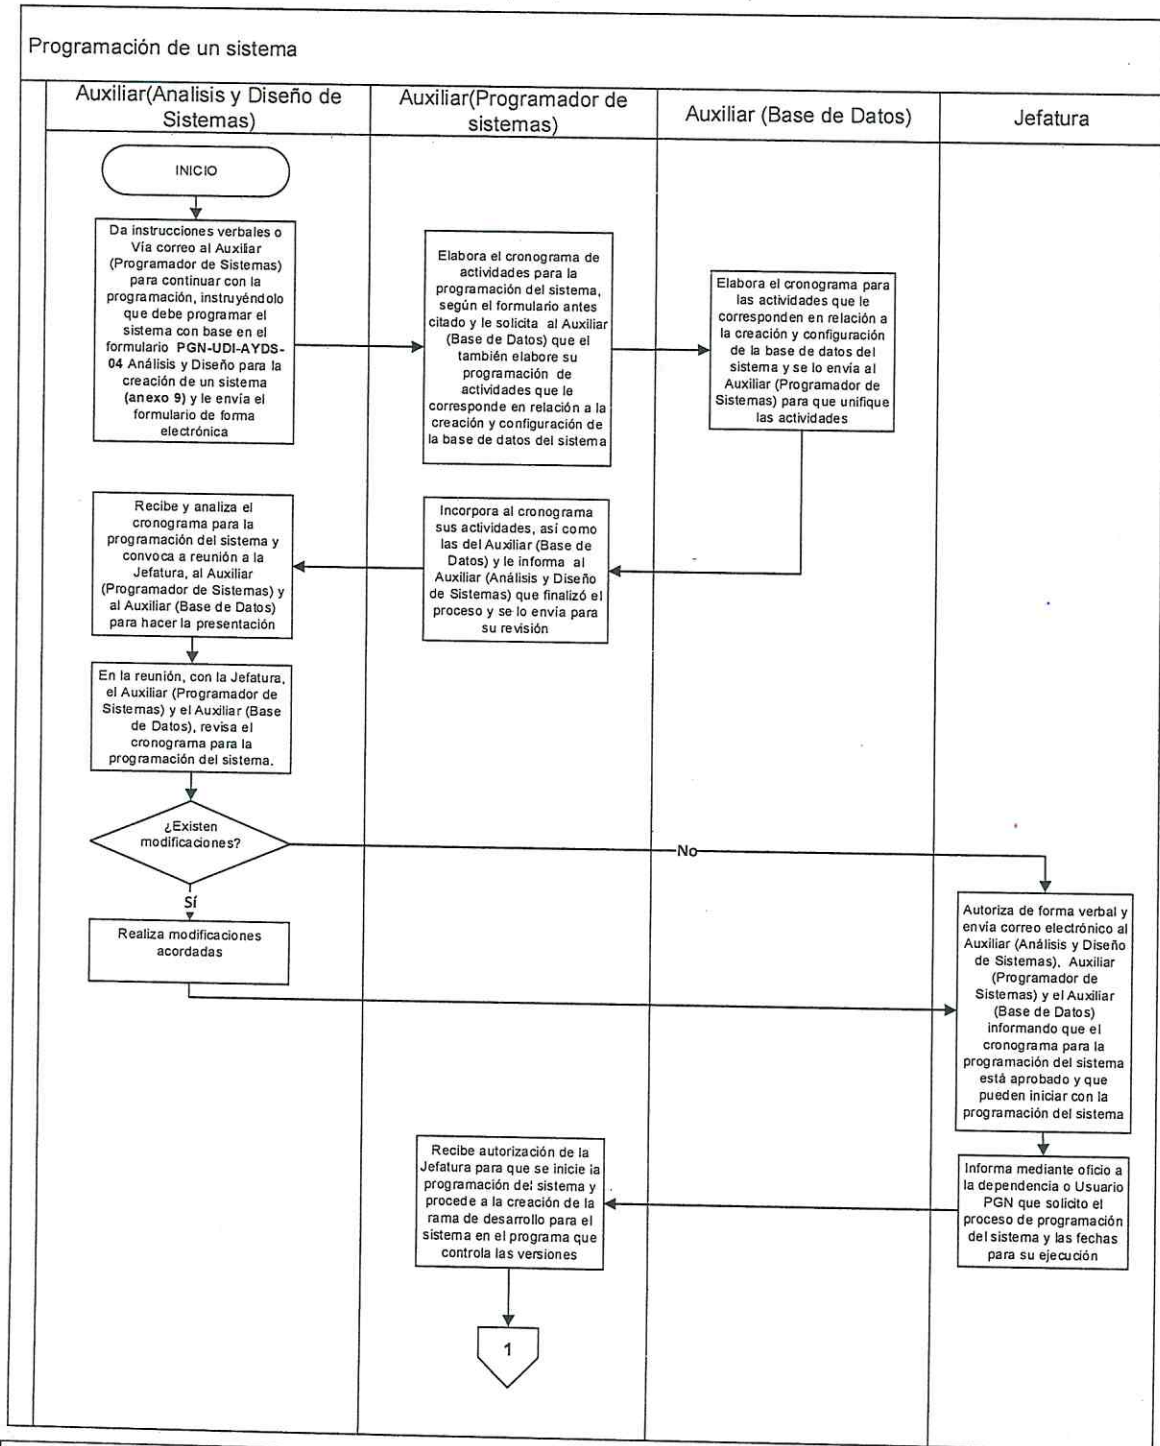 Programación de un sistema
Auxiliar(Analisis y Diseño de
Sistemas)
Auxiliar(Programador de
sistemas)
Auxiliar (Base de Datos)
Jefatura
INICIO
Da instrucciones verbales o
Vía correo al Auxiliar
(Programador de Sistemas)
para continuar con la
programación, instruyéndolo
que debe programar el
sistema con base en el
formulario PGN-UDI-AYDS-
04 Análisis y Diseño para la
creación de un sistema
(anexo 9) y le envía el
formulario de forma
electrónica
Elabora el cronograma de
actividades para la
programación del sistema,
según el formulario antes
citado y le solicita al Auxiliar
(Base de Datos) que el
también elabore su
programación de
actividades que le
corresponde en relación a la
creación y configuración de
la base de datos del sistema
Elabora el cronograma para
las actividades que le
corresponden en relación a
la creación y configuración
de la base de datos del
sistema y se lo envía al
Auxiliar (Programador de
Sistemas) para que unifique
las actividades
Incorpora al cronograma
sus actividades, así como
las del Auxiliar (Base de
Datos) y le informa al
Auxiliar (Análisis y Diseño
de Sistemas) que finalizó el
proceso y se lo envía para
su revisión
Recibe y analiza el
cronograma para la
programación del sistema y
convoca a reunión a la
Jefatura, al Auxiliar
(Programador de Sistemas) y
al Auxiliar (Base de Datos)
para hacer la presentación
En la reunión, con la Jefatura,
el Auxiliar (Programador de
Sistemas) y el Auxiliar (Base
de Datos), revisa el
cronograma para la
programación del sistema.
¿Existen
modificaciones?
No
Sí
Realiza modificaciones
acordadas
Autoriza de forma verbal y
envía correo electrónico al
Auxiliar (Análisis y Diseño
de Sistemas), Auxiliar
(Programador de
Sistemas) y el Auxiliar
(Base de Datos)
informando que el
cronograma para la
programación del sistema
está aprobado y que
pueden iniciar con la
programación del sistema
Informa mediante oficio a
la dependencia o Usuario
PGN que solicito el
proceso de programación
del sistema y las fechas
para su ejecución
Recibe autorización de la
Jefatura para que se inicie la
programación del sistema y
procede a la creación de la
rama de desarrollo para el
sistema en el programa que
controla las versiones
1